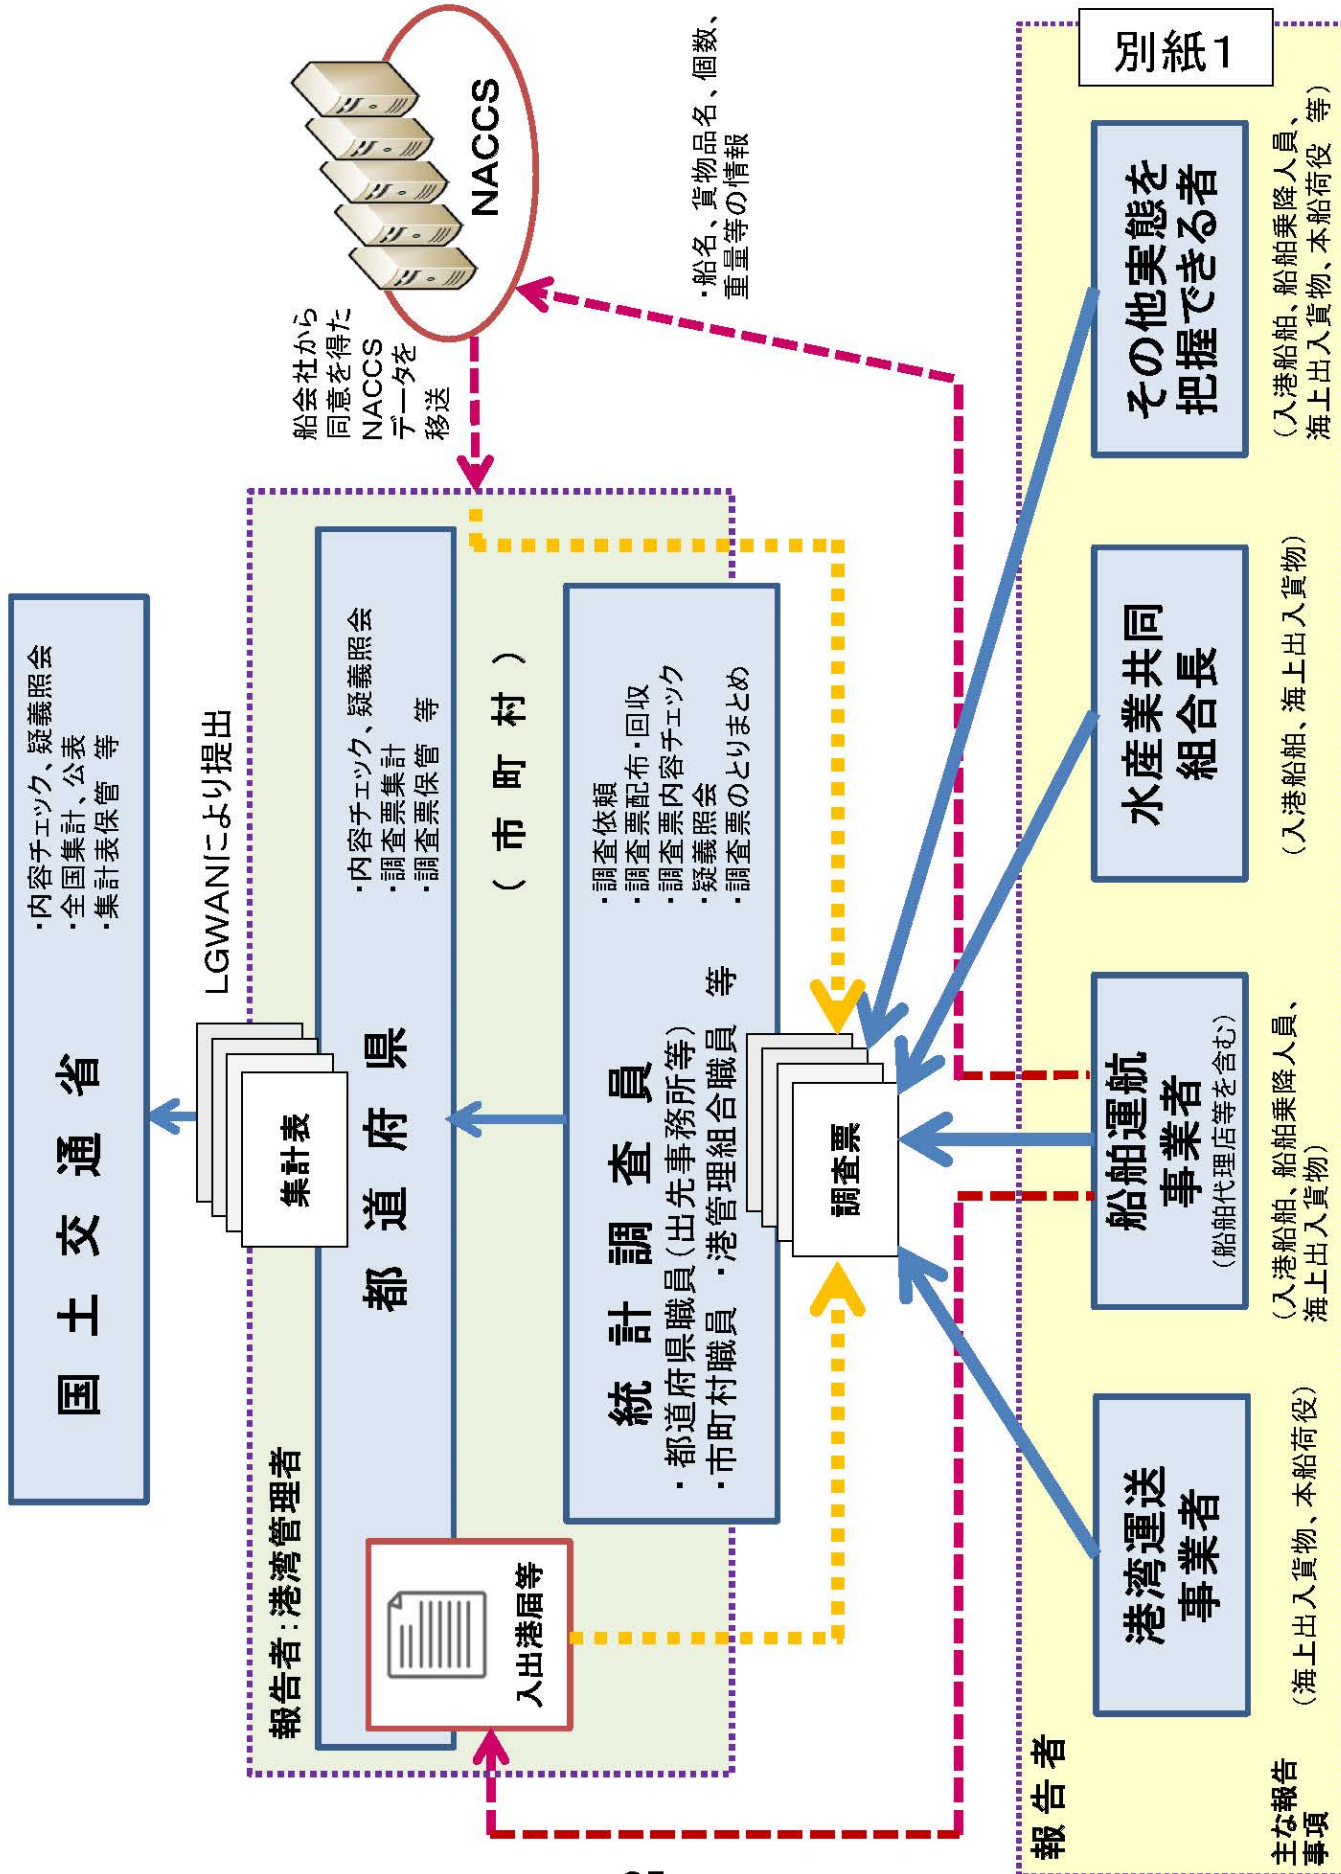 別紙1
国土交通省
・内容チェック、疑義照会
・全国集計、公表
・集計表保管 等
LGWANにより提出
報告者：港湾管理者
集計表
都道府県
・内容チェック、疑義照会
・調査票集計
・調査票保管 等
（市町村）
入出港届等
統計調査員
・都道府県職員（出先事務所等）
・市町村職員 ・港管理組合職員 等
・調査依頼
・調査票配布・回収
・調査票内容チェック
・疑義照会
・調査票のとりまとめ
船会社から
同意を得た
NACCS
データを
移送
NACCS
・船名、貨物品名、個数、
重量等の情報
調査票
報告者
港湾運送
事業者
船舶運航
事業者
（船舶代理店等を含む）
水産業共同
組合長
その他実態を
把握できる者
主な報告
事項
（海上出入貨物、本船荷役）
（入港船舶、船舶乗降人員、
海上出入貨物）
（入港船舶、海上出入貨物）
（入港船舶、船舶乗降人員、
海上出入貨物、本船荷役 等）